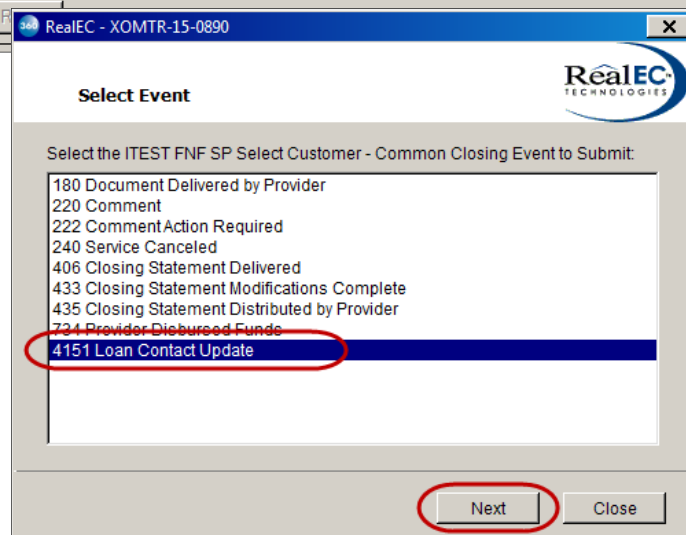 R
360 RealEC - XOMTR-15-0890
Select Event
RealEC
TECHNOLOGIES
Select the ITEST FNF SP Select Customer - Common Closing Event to Submit:
180 Document Delivered by Provider
220 Comment
222 Comment Action Required
240 Service Canceled
406 Closing Statement Delivered
433 Closing Statement Modifications Complete
435 Closing Statement Distributed by Provider
734 Provider Disbursed Funds
4151 Loan Contact Update
Next Close